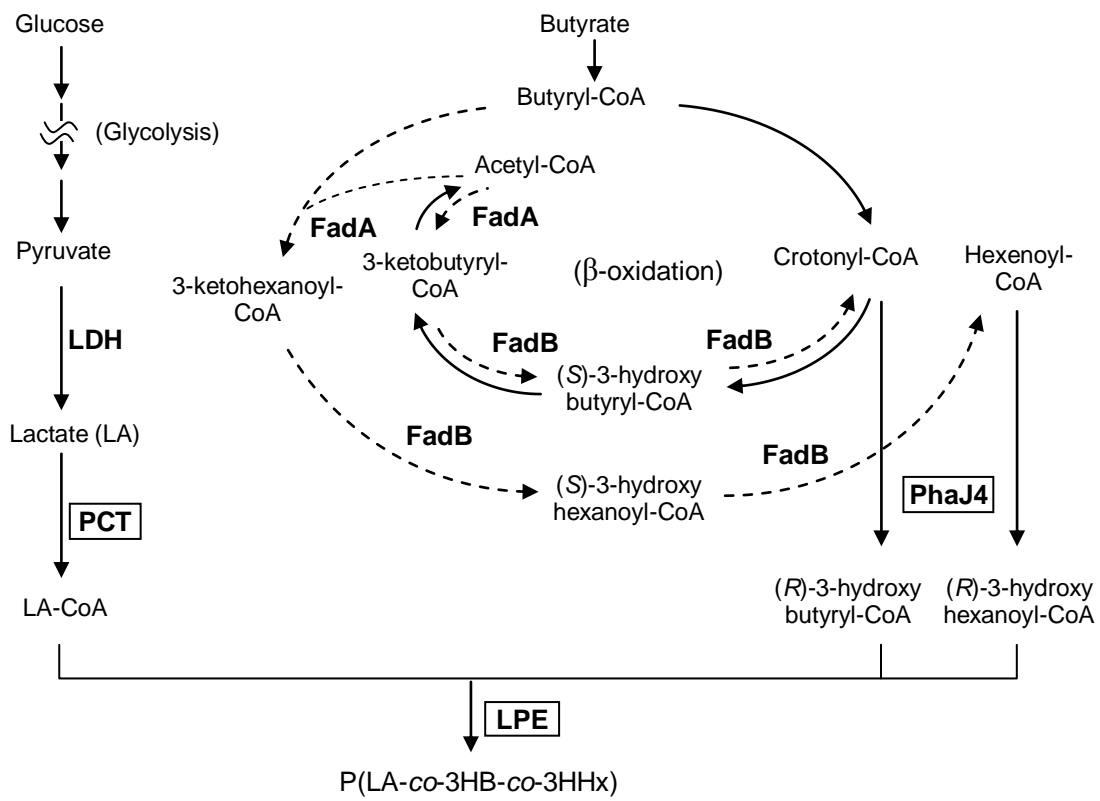 Glucose
(Glycolysis)
Pyruvate
LDH
Lactate (LA)
PCT
LA-CoA
Butyrate
Butyryl-CoA
Acetyl-CoA
FadA
FadA
3-ketohexanoyl-
CoA
3-ketobutyryl-
CoA
(β-oxidation)
Crotonyl-CoA
Hexenoyl-
CoA
FadB
FadB
(S)-3-hydroxy
butyryl-CoA
FadB
FadB
(S)-3-hydroxy
hexanoyl-CoA
PhaJ4
(R)-3-hydroxy
butyryl-CoA
(R)-3-hydroxy
hexanoyl-CoA
LPE
P(LA-co-3HB-co-3HHx)